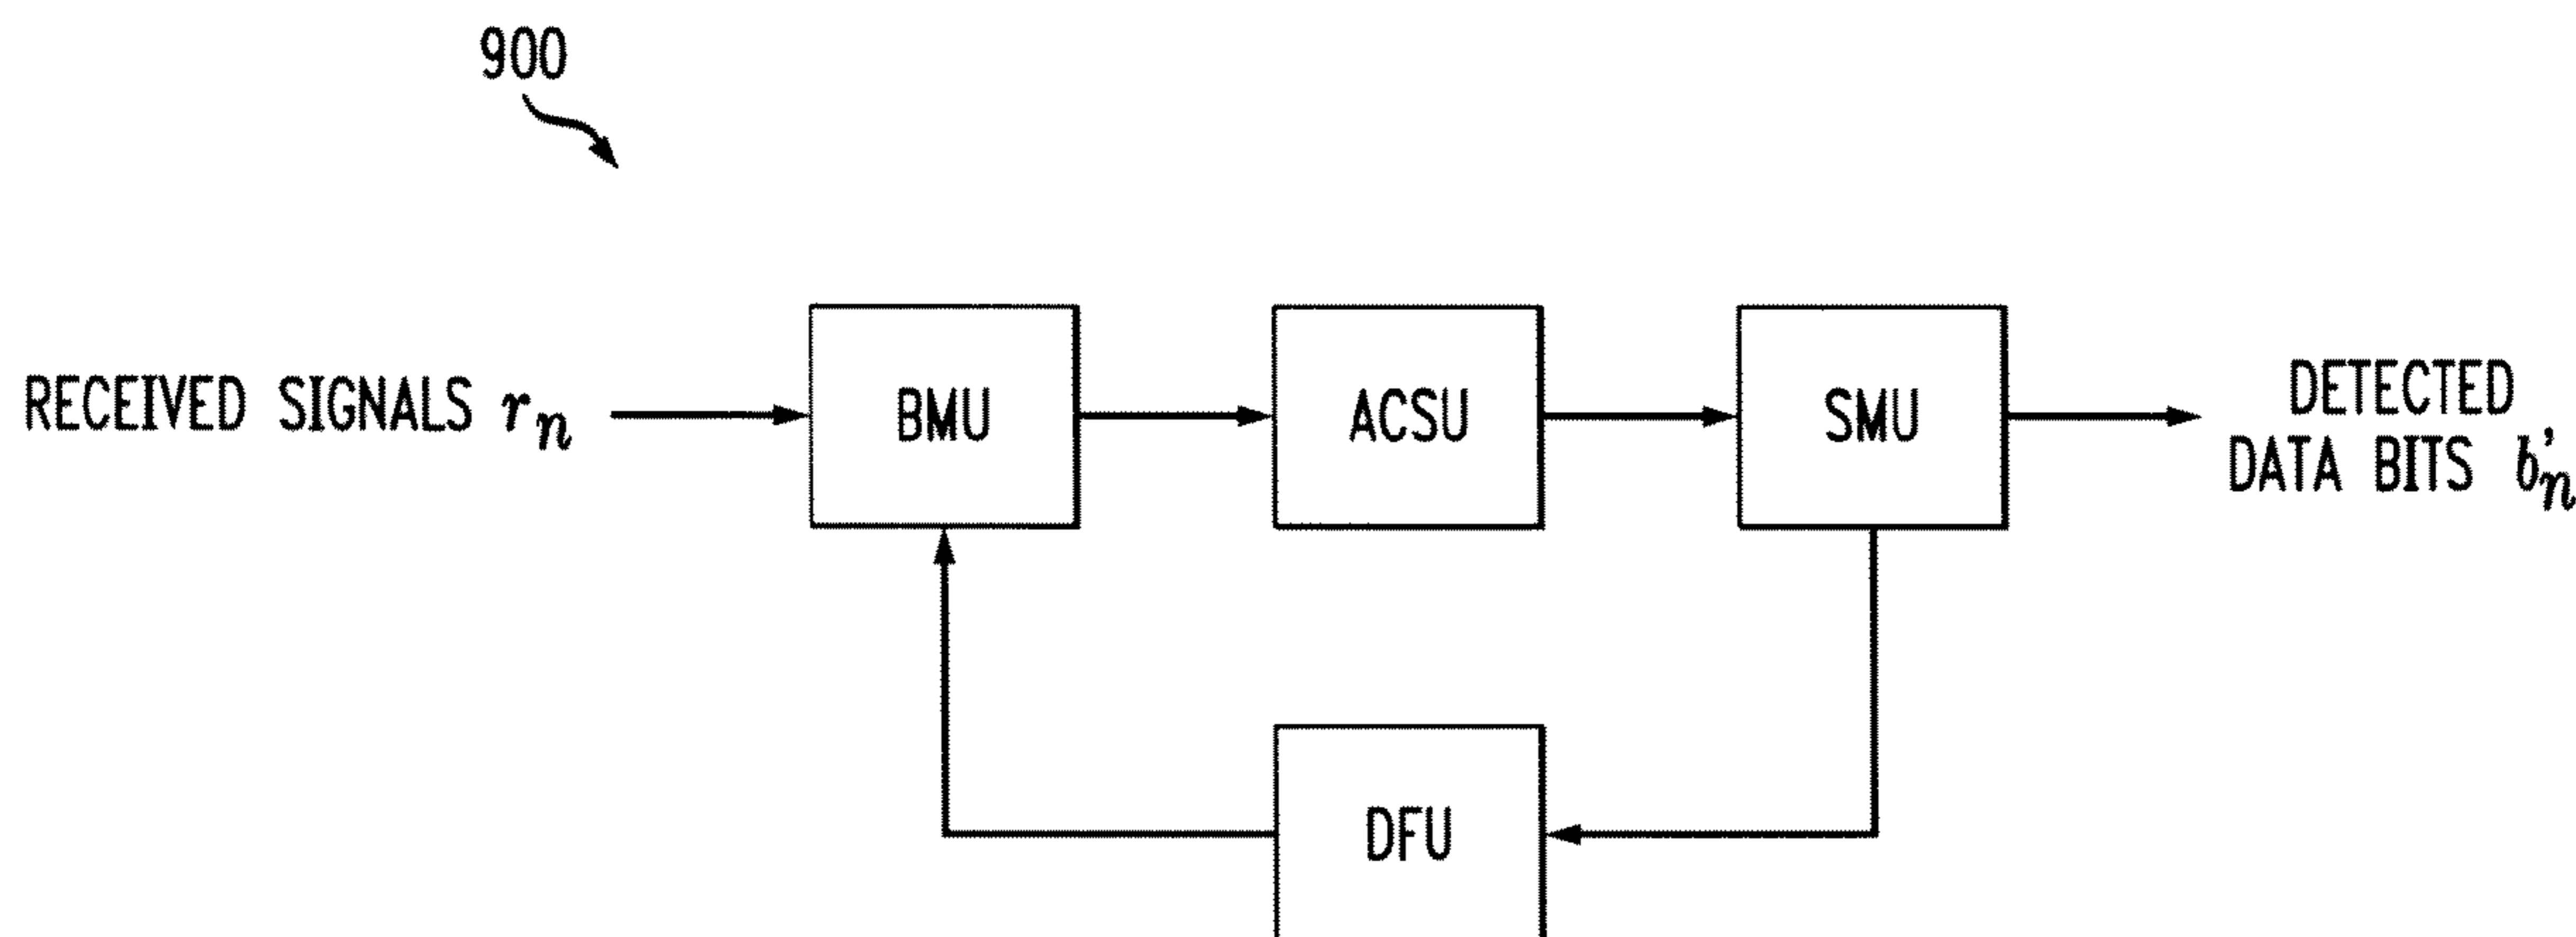 900
RECEIVED SIGNALS rn
BMU
ACSU
SMU
DETECTED
DATA BITS b'n
DFU